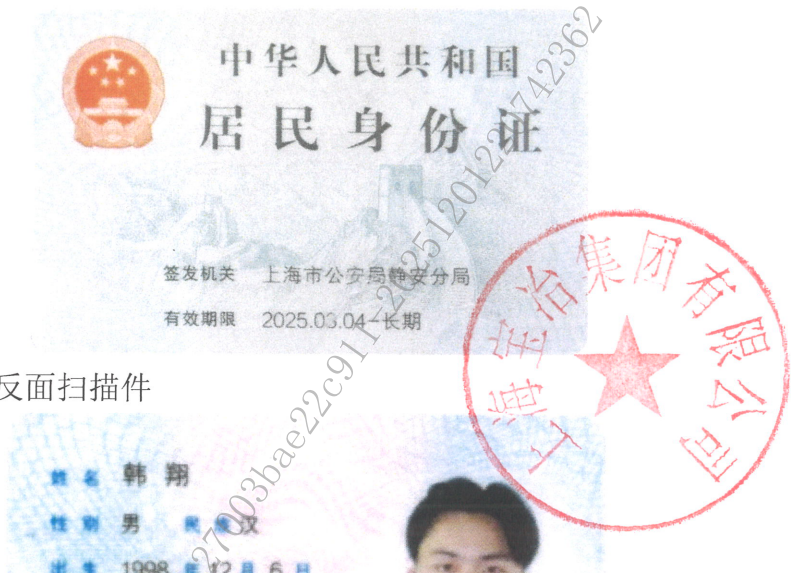 中华人民共和国
居民身份证
签发机关 上海市公安局静安分局
有效期限 2025.03.04-长期
上海宝冶集团有限公司
反面扫描件
姓名 韩翔
性别 男 民族 汉
出生 1998 年 12 月 6 日